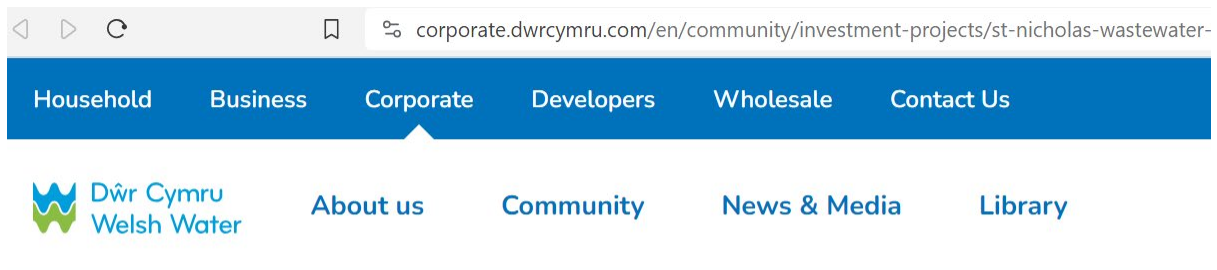 corporate.dwrcymru.com/en/community/investment-projects/st-nicholas-wastewater-
Household Business Corporate Developers Wholesale Contact Us
Dŵr Cymru
Welsh Water
About us Community News & Media Library